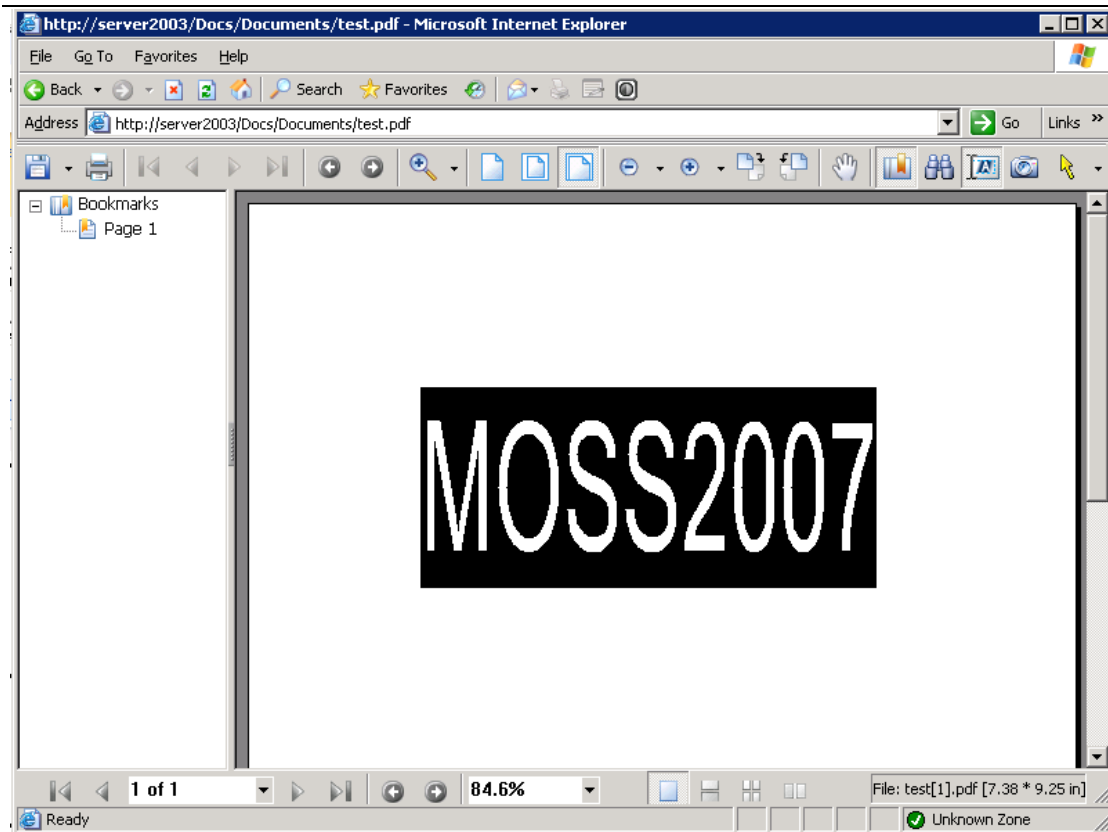 http://server2003/Docs/Documents/test.pdf - Microsoft Internet Explorer
File Go To Favorites Help
Back Search Favorites
Address http://server2003/Docs/Documents/test.pdf Go Links »
Bookmarks
Page 1
MOSS2007
1 of 1 84.6% File: test[1].pdf [7.38 * 9.25 in]
Ready Unknown Zone